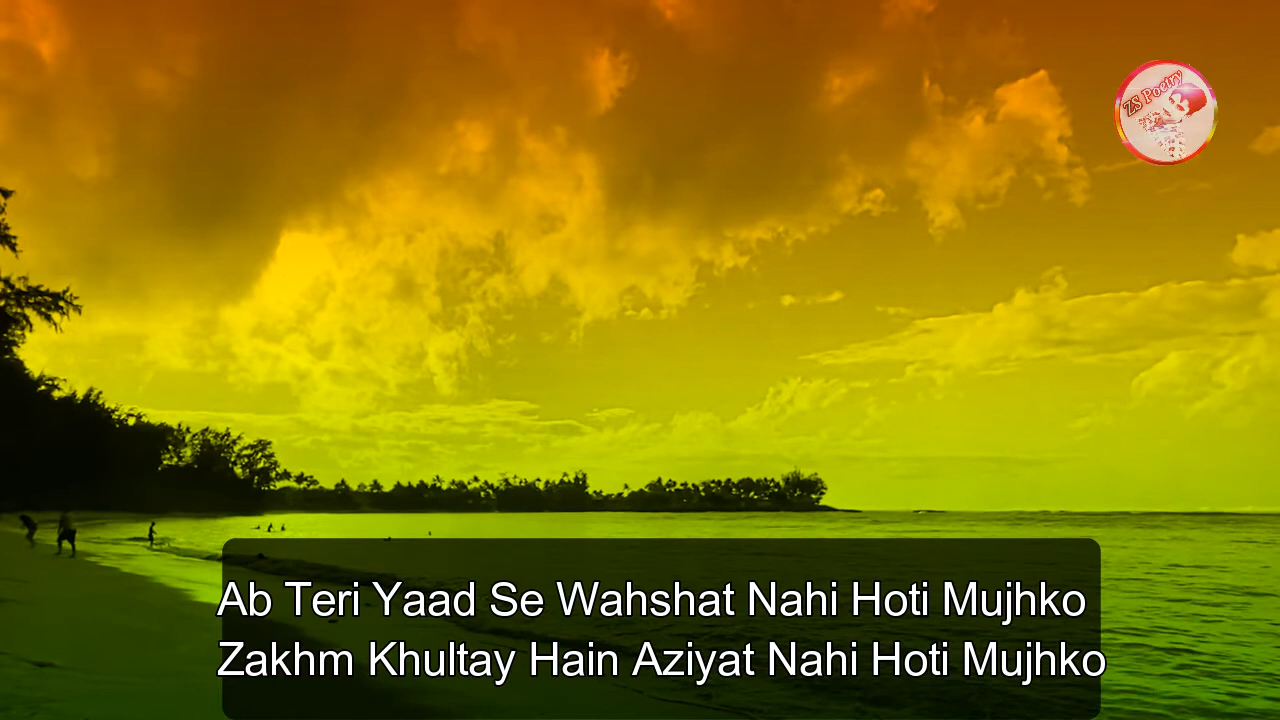 ZS Poetry
Ab Teri Yaad Se Wahshat Nahi Hoti Mujhko
Zakhm Khultay Hain Aziyat Nahi Hoti Mujhko